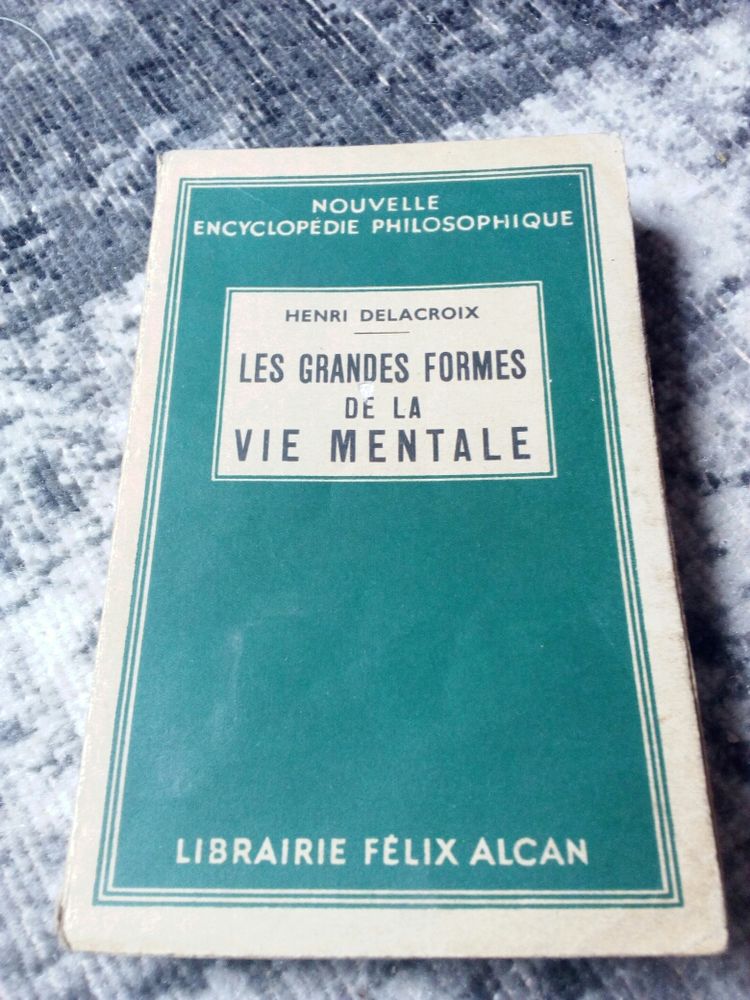 NOUVELLE
ENCYCLOPÉDIE PHILOSOPHIQUE
HENRI DELACROIX
LES GRANDES FORMES
DE LA
VIE MENTALE
LIBRAIRIE FÉLIX ALCAN